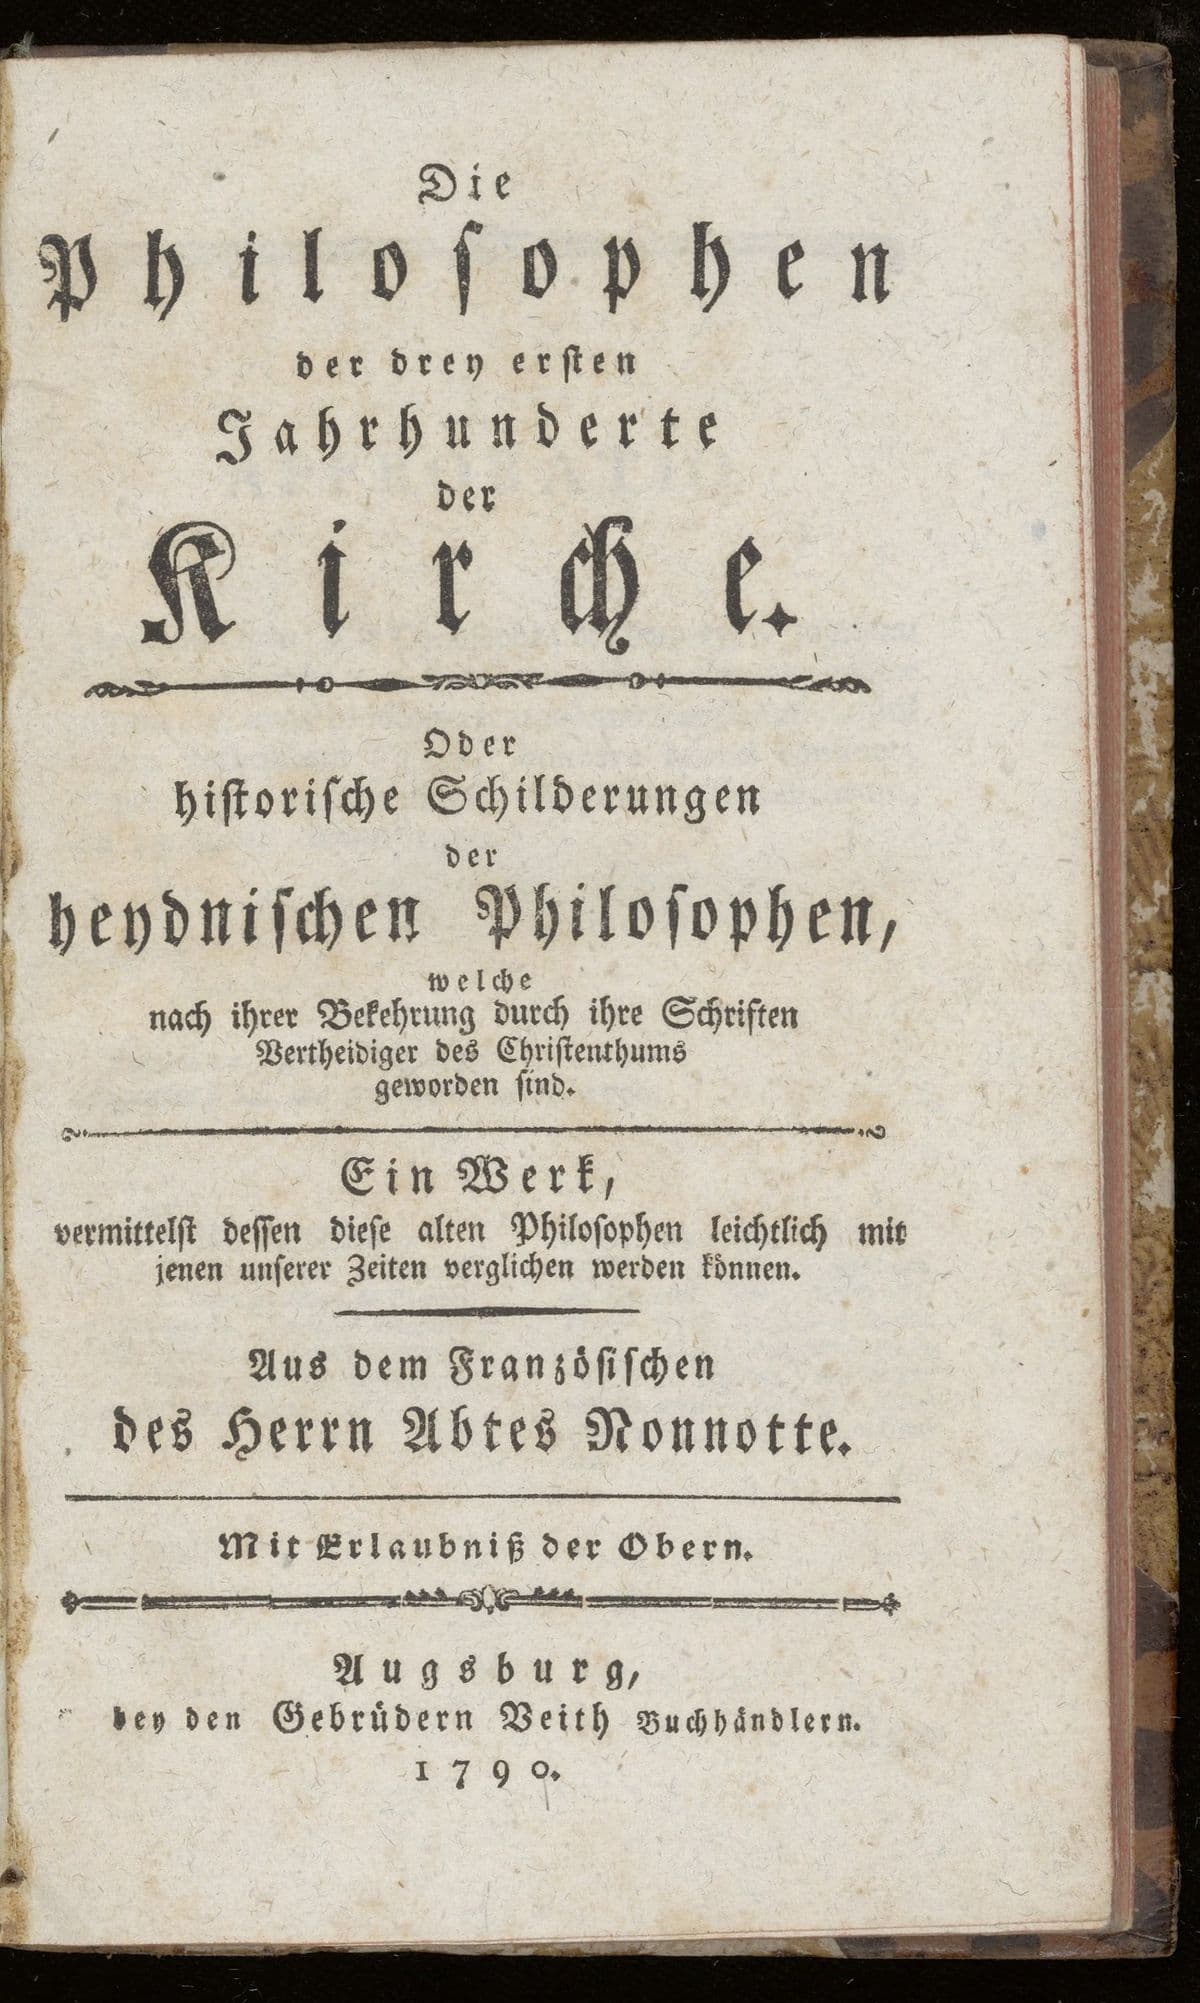 Die
Philosophen
der drey ersten
Jahrhunderte
der
Kirche.
Oder
historische Schilderungen
der
heydnischen Philosophen,
welche
nach ihrer Bekehrung durch ihre Schriften
Vertheidiger des Christenthums
geworden sind.
Ein Werk,
vermittelst dessen diese alten Philosophen leichtlich mit
jenen unserer Zeiten verglichen werden können.
Aus dem Französischen
des Herrn Abtes Nonnotte.
Mit Erlaubniß der Obern.
Augsburg,
bey den Gebrüdern Veith Buchhändlern.
1790.